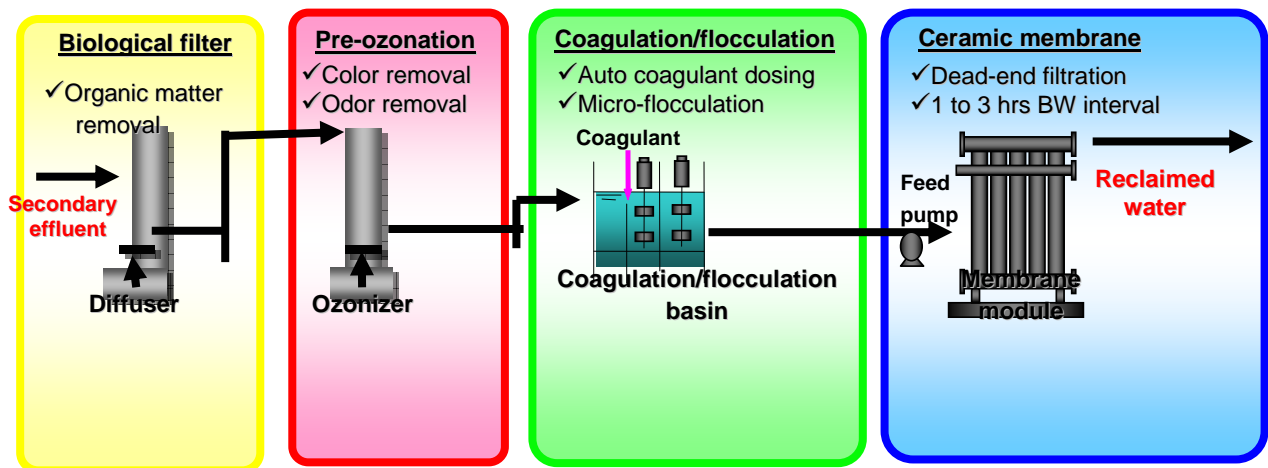 Biological filter
✓Organic matter
removal
Secondary
effluent
Diffuser
Pre-ozonation
✓Color removal
✓Odor removal
Ozonizer
Coagulation/flocculation
✓Auto coagulant dosing
✓Micro-flocculation
Coagulant
Coagulation/flocculation
basin
Ceramic membrane
✓Dead-end filtration
✓1 to 3 hrs BW interval
Feed
pump
Reclaimed
water
Membrane
module